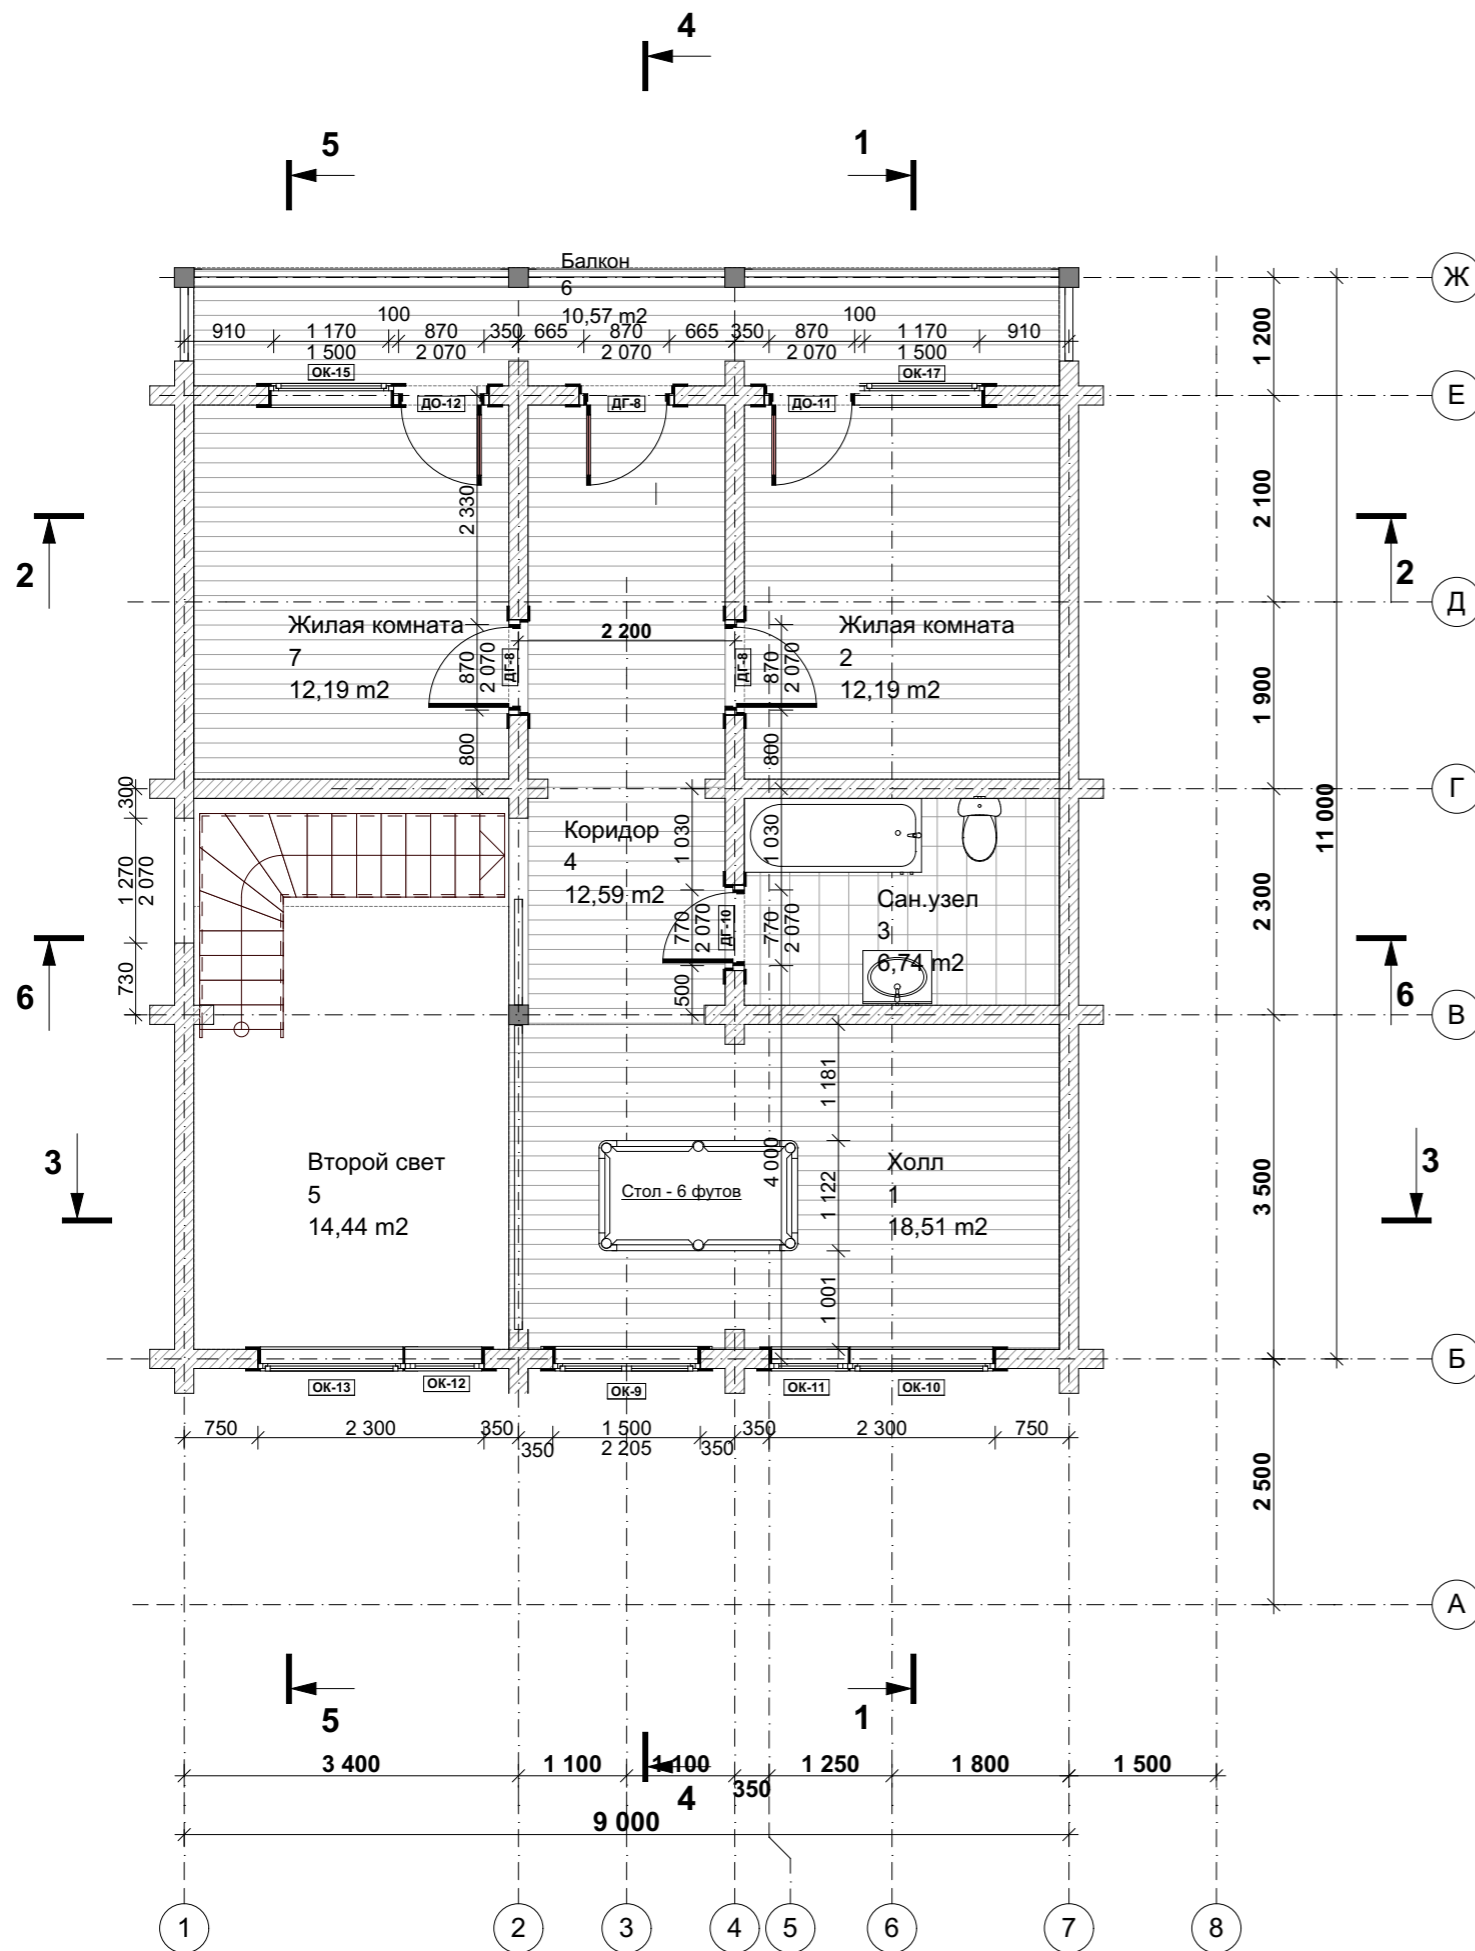 4
5
1
Балкон
6
10,57 m2
Ж
100
100
910
1 170
870
350
665
870
665
350
870
1 170
910
1 500
2 070
2 070
2 070
1 500
1 200
ОК-15
ОК-17
ДО-12
ДГ-8
ДО-11
Е
2 330
2 100
2
2
Д
Жилая комната
7
12,19 m2
2 200
Жилая комната
2
12,19 m2
870
2 070
ДГ-8
ДГ-8
870
2 070
1 900
800
800
300
Г
11 000
Коридор
4
12,59 m2
1 030
1 030
1 270
2 070
Сан.узел
3
6,74 m2
770
2 070
ДГ-10
770
2 070
2 300
730
500
6
6
В
1 181
Второй свет
5
14,44 m2
Стол - 6 футов
4 000
1 122
Холл
1
18,51 m2
3
3
3 500
1 001
Б
ОК-13
ОК-12
ОК-9
ОК-11
ОК-10
750
2 300
350
350
1 500
2 205
350
350
2 300
750
2 500
А
5
1
4
3 400
1 100
1 100
350
1 250
1 800
1 500
9 000
1
2
3
4
5
6
7
8